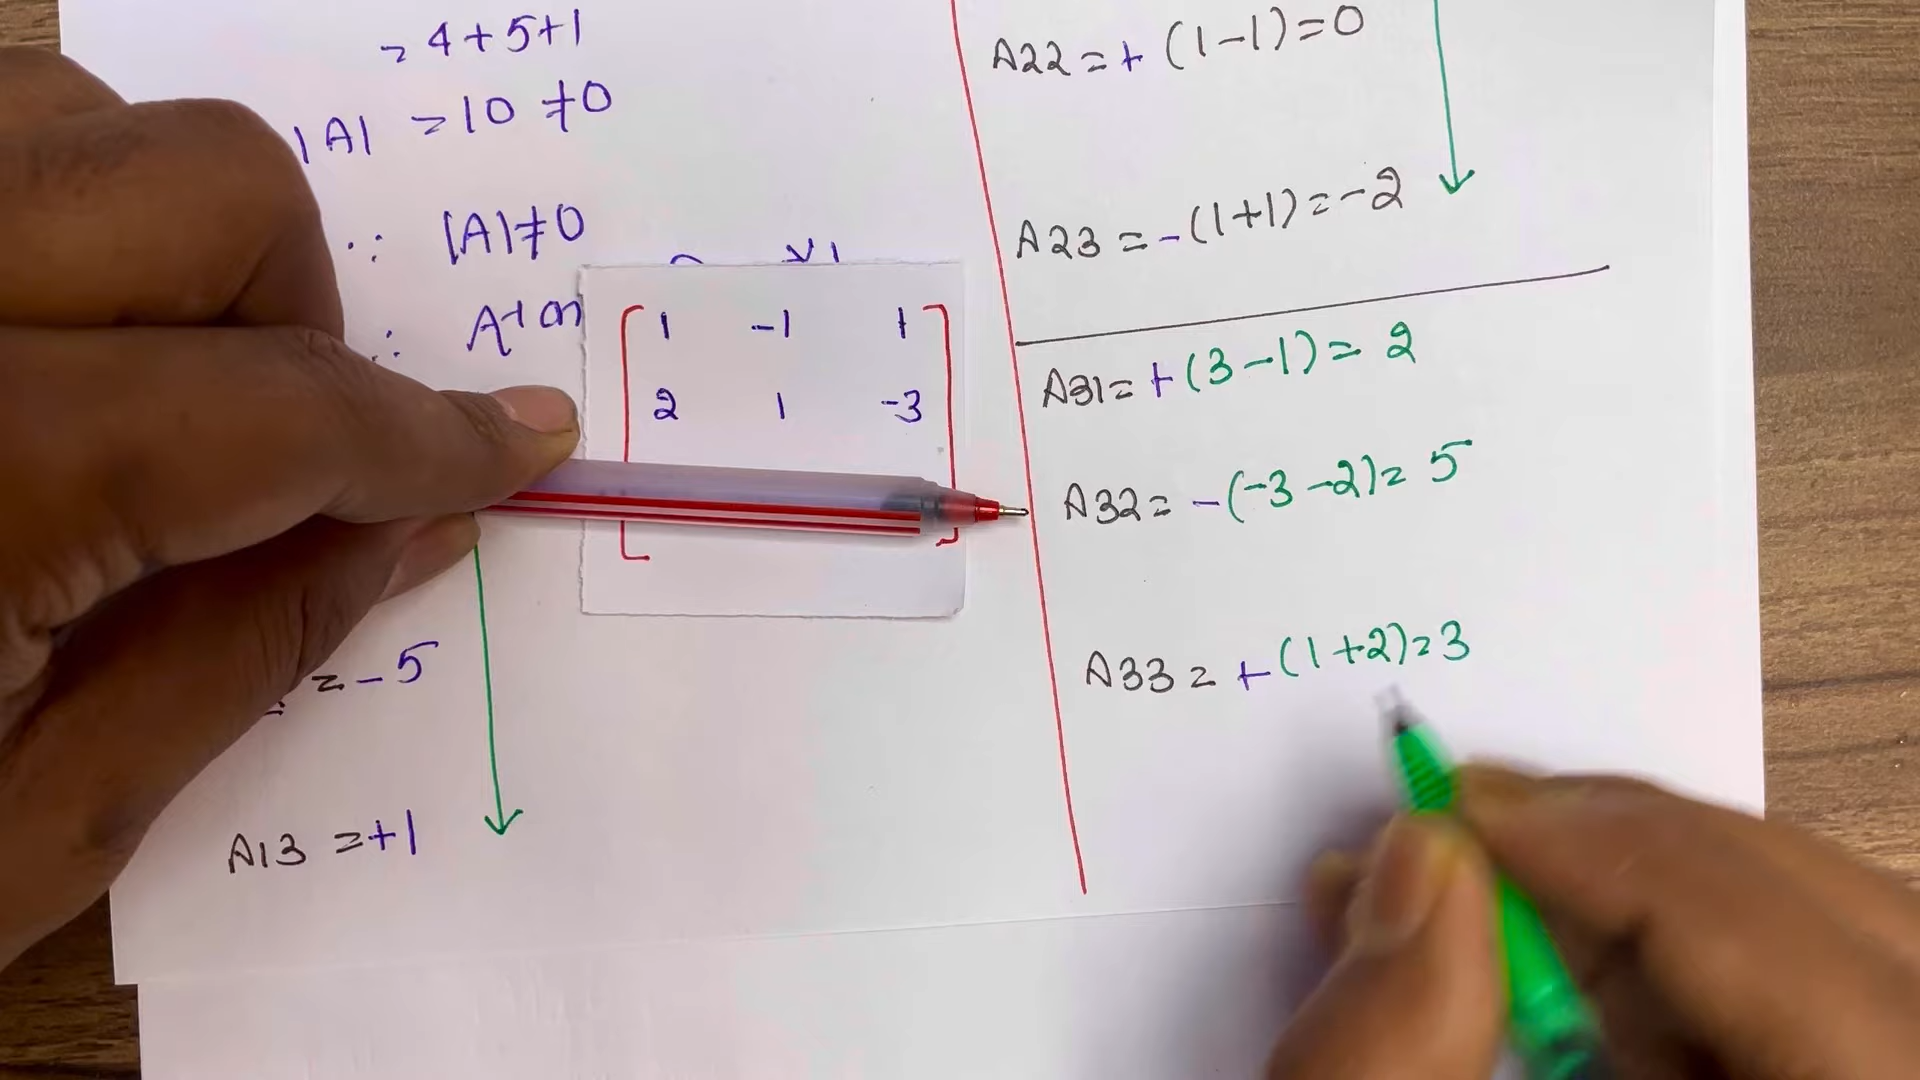 = 4+5+1
|A| = 10 ≠0
∴ |A|≠0
∴ A
1 -1 1
2 1 -3
= -5
A13 = +1
A22 = + (1-1) = 0
A23 = -(1+1) = -2
A31 = +(3-1) = 2
A32 = -(-3-2) = 5
A33 = +(1+2) = 3